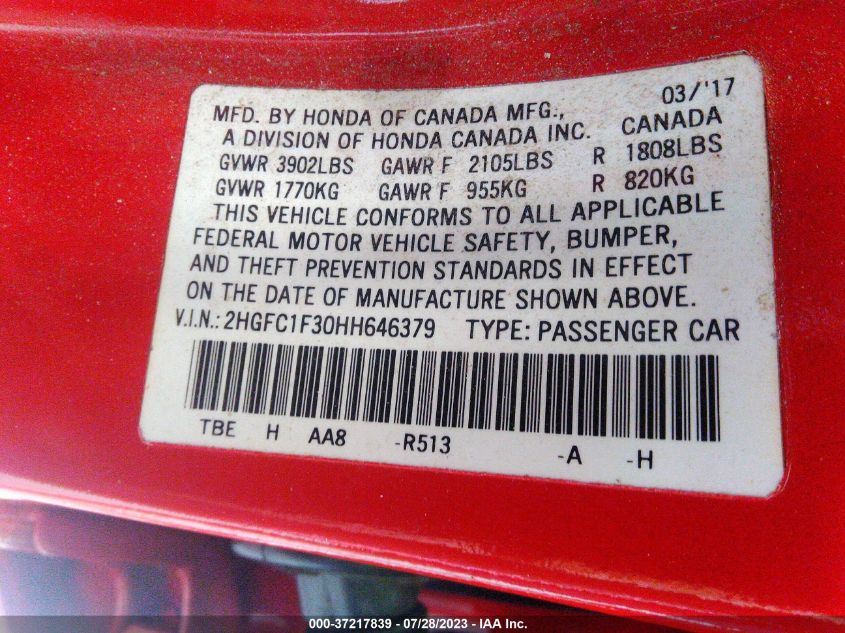 03/'17
MFD. BY HONDA OF CANADA MFG.,
A DIVISION OF HONDA CANADA INC. CANADA
GVWR 3902LBS GAWR F 2105LBS R 1808LBS
GVWR 1770KG GAWR F 955KG R 820KG
THIS VEHICLE CONFORMS TO ALL APPLICABLE
FEDERAL MOTOR VEHICLE SAFETY, BUMPER,
AND THEFT PREVENTION STANDARDS IN EFFECT
ON THE DATE OF MANUFACTURE SHOWN ABOVE.
V.I.N.: 2HGFC1F30HH646379 TYPE: PASSENGER CAR
TBE H AA8 -R513 -A -H
000-37217839 - 07/28/2023 - IAA Inc.